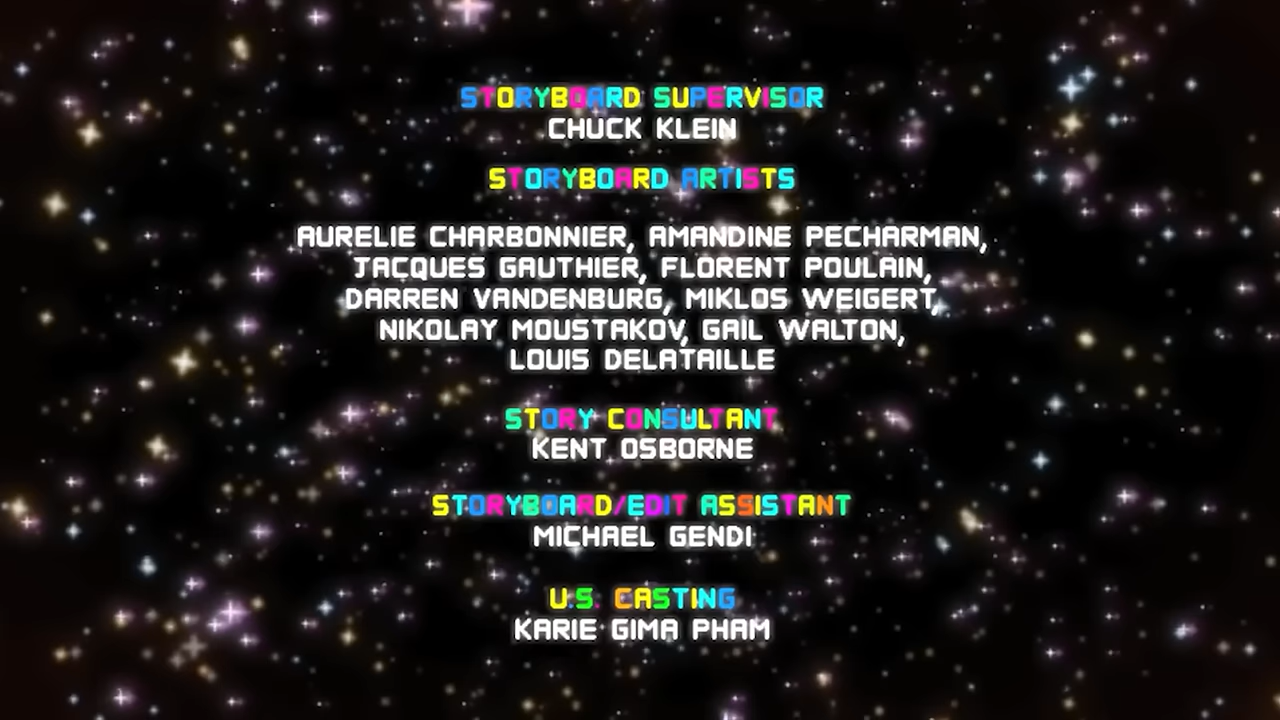 STORYBOARD SUPERVISOR
CHUCK KLEIN
STORYBOARD ARTISTS
AURELIE CHARBONNIER, AMANDINE PECHARMAN,
JACQUES GAUTHIER, FLORENT POULAIN,
DARREN VANDENBURG, MIKLOS WEIGERT,
NIKOLAY MOUSTAKOV, GAIL WALTON,
LOUIS DELATAILLE
STORY CONSULTANT
KENT OSBORNE
STORYBOARD/EDIT ASSISTANT
MICHAEL GENDI
U.S. CASTING
KARIE GIMA PHAM